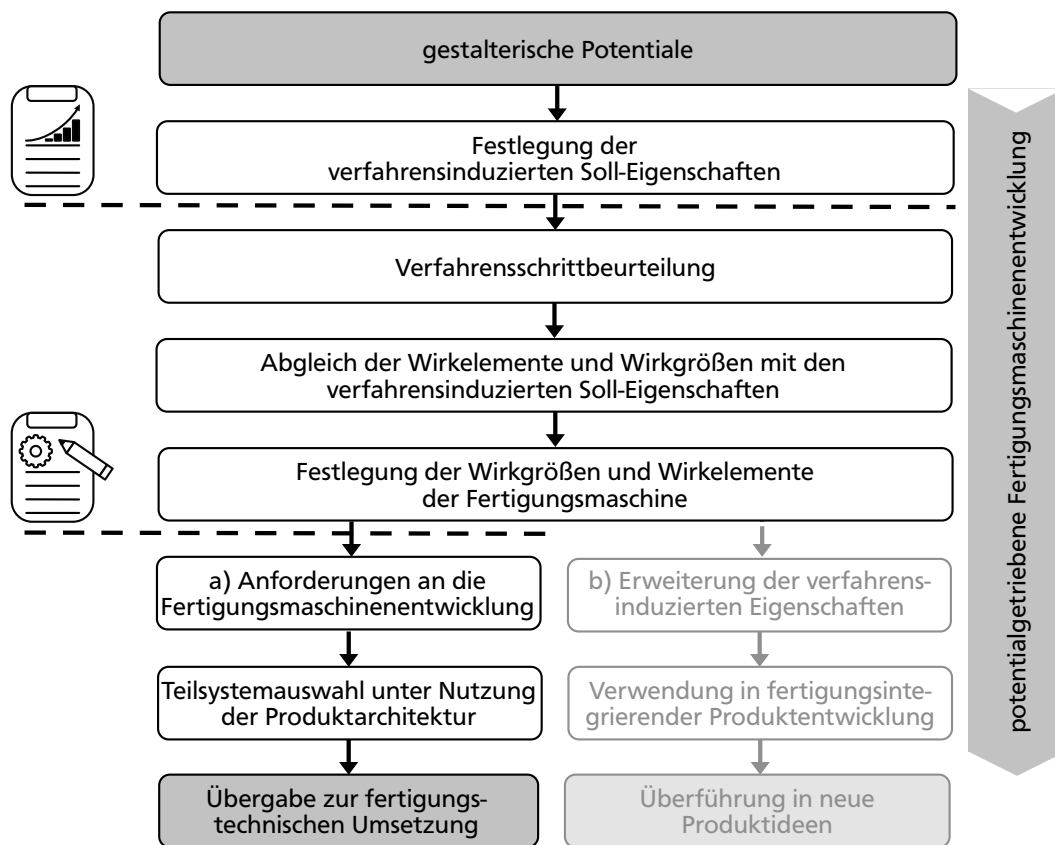 gestalterische Potentiale
Festlegung der
verfahrensinduzierten Soll-Eigenschaften
Verfahrensschrittbeurteilung
Abgleich der Wirkelemente und Wirkgrößen mit den
verfahrensinduzierten Soll-Eigenschaften
Festlegung der Wirkgrößen und Wirkelemente
der Fertigungsmaschine
a) Anforderungen an die
Fertigungsmaschinenentwicklung
b) Erweiterung der verfahrens-
induzierten Eigenschaften
Teilsystemauswahl unter Nutzung
der Produktarchitektur
Verwendung in fertigungsinte-
grierender Produktentwicklung
Übergabe zur fertigungs-
technischen Umsetzung
Überführung in neue
Produktideen
potentialgetriebene Fertigungsmaschinenentwicklung